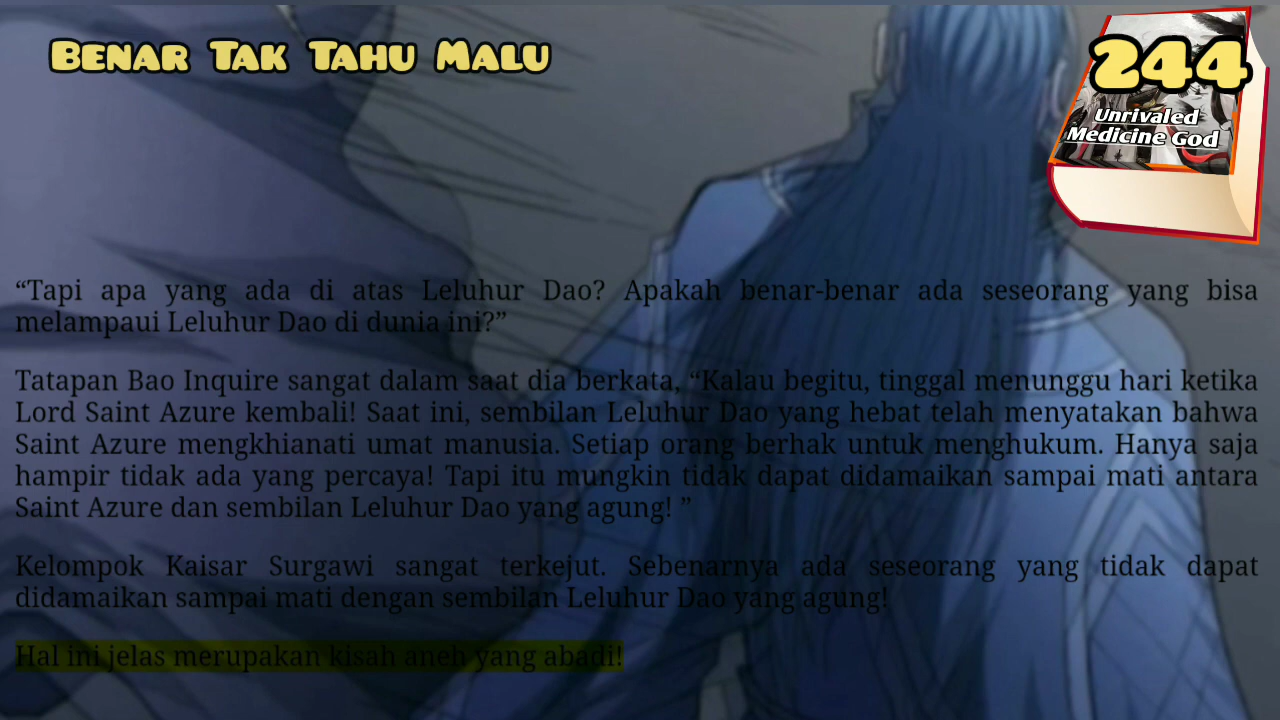 Benar Tak Tahu Malu
244
Unrivaled
Medicine God
“Tapi apa yang ada di atas Leluhur Dao? Apakah benar-benar ada seseorang yang bisa
melampaui Leluhur Dao di dunia ini?”
Tatapan Bao Inquire sangat dalam saat dia berkata, “Kalau begitu, tinggal menunggu hari ketika
Lord Saint Azure kembali! Saat ini, sembilan Leluhur Dao yang hebat telah menyatakan bahwa
Saint Azure mengkhianati umat manusia. Setiap orang berhak untuk menghukum. Hanya saja
hampir tidak ada yang percaya! Tapi itu mungkin tidak dapat didamaikan sampai mati antara
Saint Azure dan sembilan Leluhur Dao yang agung! ”
Kelompok Kaisar Surgawi sangat terkejut. Sebenarnya ada seseorang yang tidak dapat
didamaikan sampai mati dengan sembilan Leluhur Dao yang agung!
Hal ini jelas merupakan kisah aneh yang abadi!